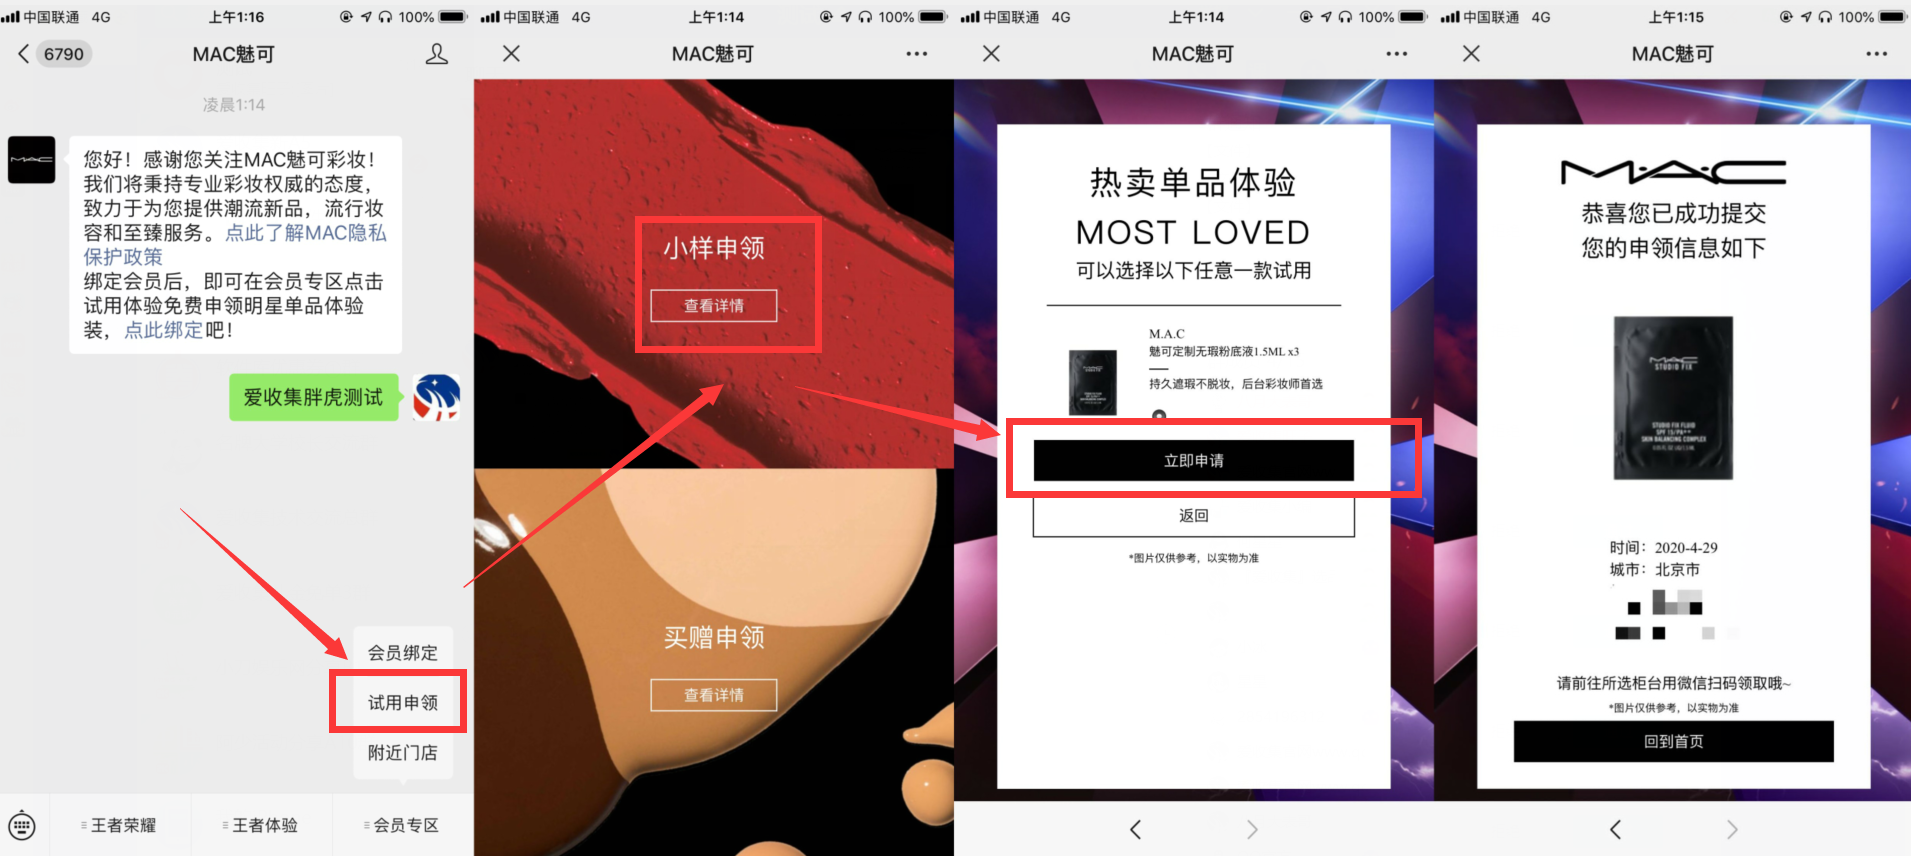 中国联通 4G 上午1:16 100%
6790 MAC魅可
凌晨1:14
MAC
您好！感谢您关注MAC魅可彩妆！
我们将秉持专业彩妆权威的态度，
致力于为您提供潮流新品，流行妆
容和至臻服务。点此了解MAC隐私
保护政策
绑定会员后，即可在会员专区点击
试用体验免费申领明星单品体验
装，点此绑定吧！
爱收集胖虎测试
会员绑定
试用申领
附近门店
王者荣耀 王者体验 会员专区
中国联通 4G 上午1:14 100%
MAC魅可
小样申领
查看详情
买赠申领
查看详情
中国联通 4G 上午1:14 100%
MAC魅可
热卖单品体验
MOST LOVED
可以选择以下任意一款试用
M.A.C
魅可定制无瑕粉底液1.5ML x3
持久遮瑕不脱妆，后台彩妆师首选
立即申请
返回
*图片仅供参考，以实物为准
中国联通 4G 上午1:15 100%
MAC魅可
M·A·C
恭喜您已成功提交
您的申领信息如下
MAC
STUDIO FIX
STUDIO FIX FLUID
SPF 15/PA++
SKIN BALANCING COMPLEX
时间：2020-4-29
城市：北京市
请前往所选柜台用微信扫码领取哦~
*图片仅供参考，以实物为准
回到首页